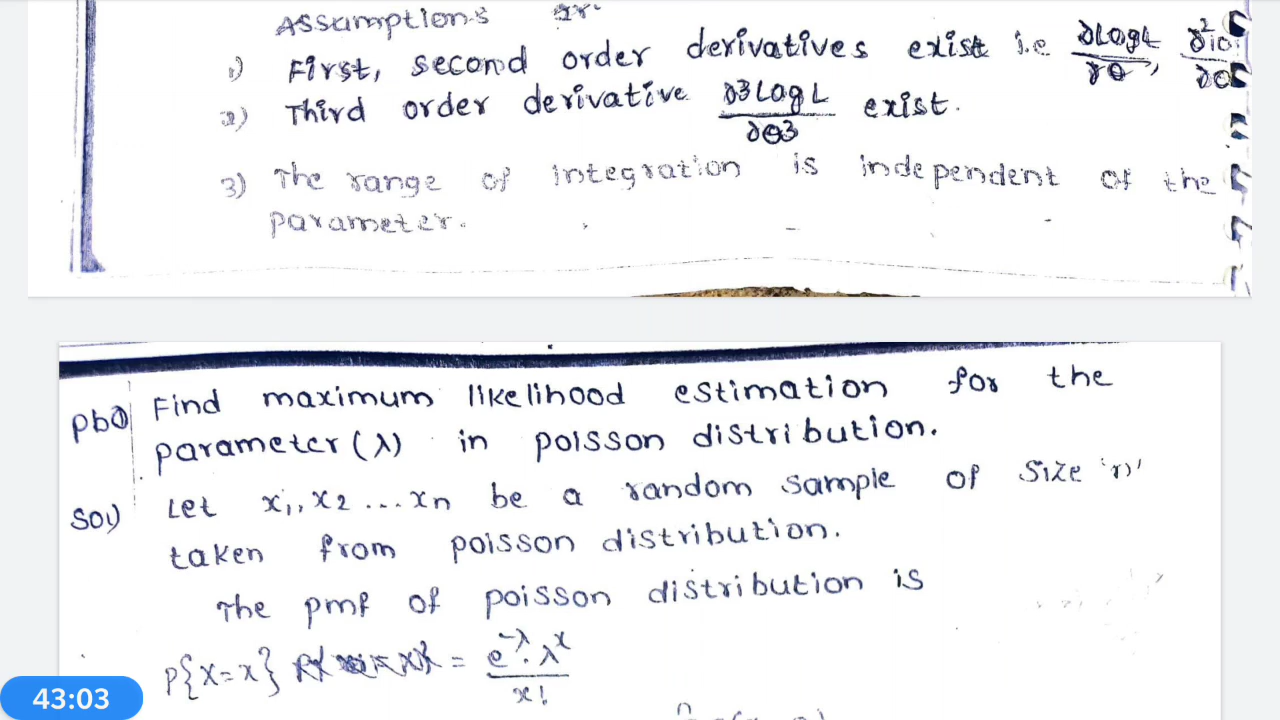 Assumptions
1) First, second order derivatives exist i.e ∂LogL/∂θ,
2) Third order derivative ∂3LogL/∂θ3 exist.
3) The range of integration is independent of the
parameter.
Pb① Find maximum likelihood estimation for the
parameter (λ) in poisson distribution.
Sol) Let x1, x2 ... xn be a random sample of size 'n'
taken from poisson distribution.
The pmf of poisson distribution is
P{X=x} = e^-λ . λ^x / x!
43:03